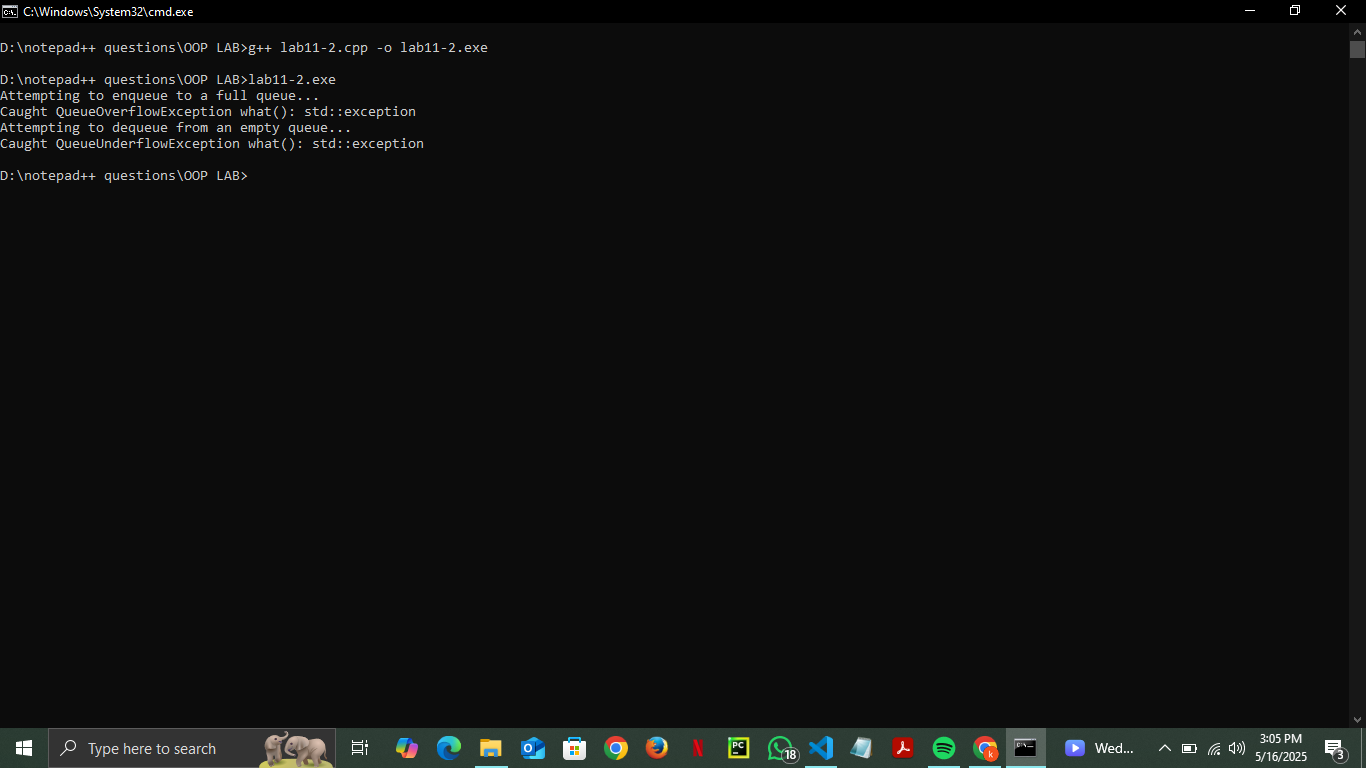 C:\Windows\System32\cmd.exe
D:\notepad++ questions\OOP LAB>g++ lab11-2.cpp -o lab11-2.exe
D:\notepad++ questions\OOP LAB>lab11-2.exe
Attempting to enqueue to a full queue...
Caught QueueOverflowException what(): std::exception
Attempting to dequeue from an empty queue...
Caught QueueUnderflowException what(): std::exception
D:\notepad++ questions\OOP LAB>
Type here to search
PC
18
k
Wed...
3:05 PM
5/16/2025
3